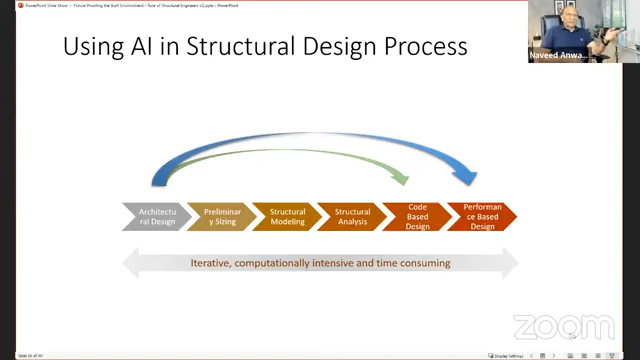 PowerPoint Slide Show - Future Proofing the Built Environment - Role of Structural Engineers V2.pptx - PowerPoint
Using AI in Structural Design Process
Naveed Anwa...
Architectu
ral Design
Preliminar
y Sizing
Structural
Modeling
Structural
Analysis
Code
Based
Design
Performan
ce Based
Design
Iterative, computationally intensive and time consuming
zoom
Display Settings